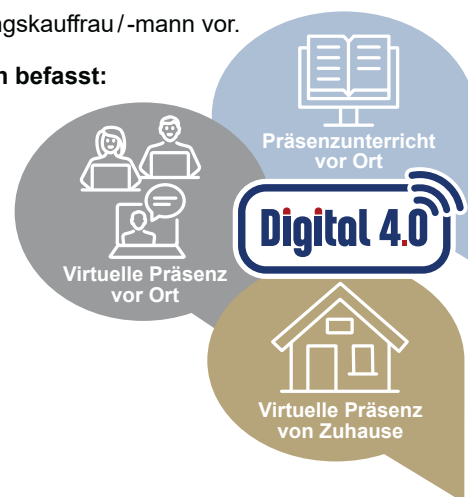 ngskauffrau/-mann vor.
n befasst:
Präsenzunterricht
vor Ort
Digital 4.0
Virtuelle Präsenz
vor Ort
Virtuelle Präsenz
von Zuhause